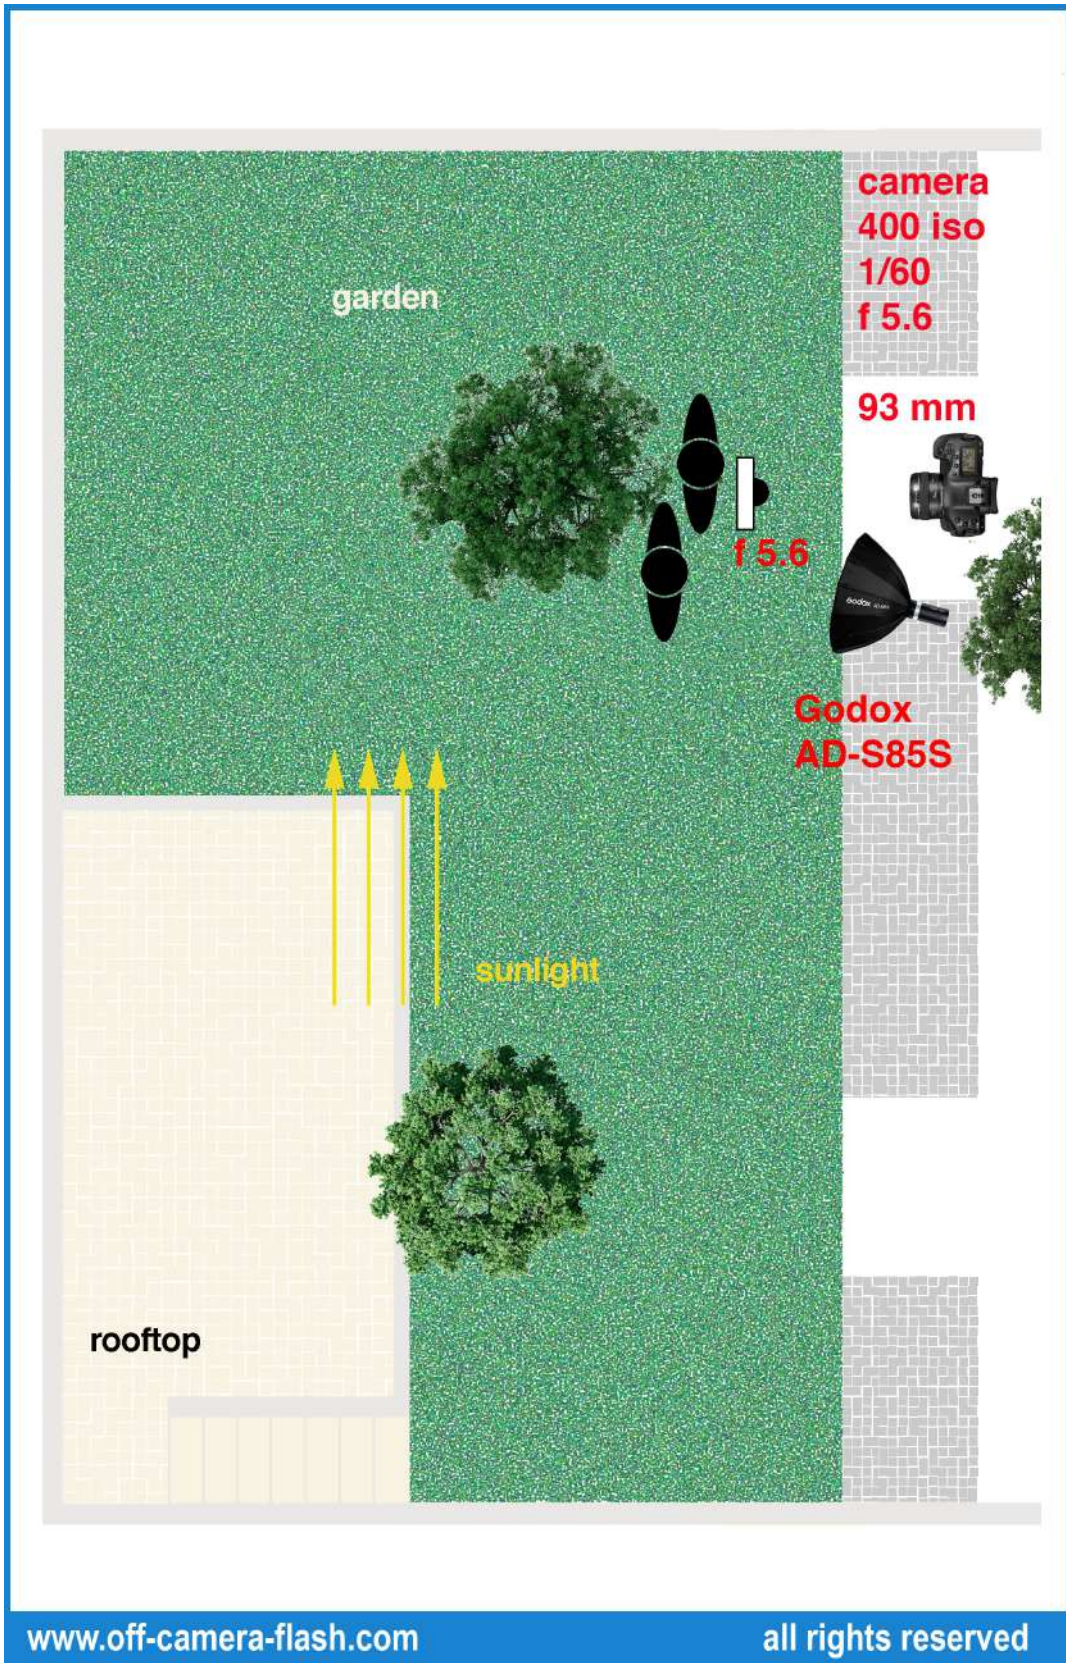 camera
400 iso
1/60
f 5.6
garden
93 mm
f 5.6
Godox
Godox
AD-S85S
sunlight
rooftop
www.off-camera-flash.com
all rights reserved